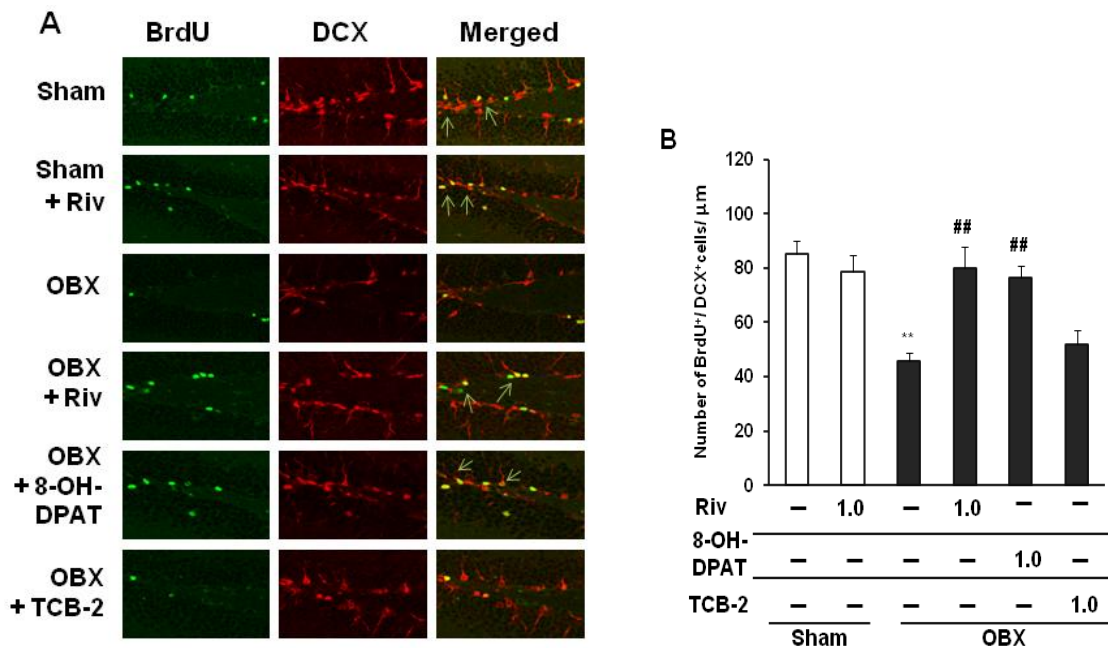 A
BrdU DCX Merged
Sham
Sham
+ Riv
OBX
OBX
+ Riv
OBX
+ 8-OH-
DPAT
OBX
+ TCB-2
B
Number of BrdU⁺/ DCX⁺cells/ μm
120
100
80
60
40
20
0
**
##
##
Riv – 1.0 – 1.0 – –
8-OH-
DPAT – – – – 1.0 –
TCB-2 – – – – – 1.0
Sham OBX